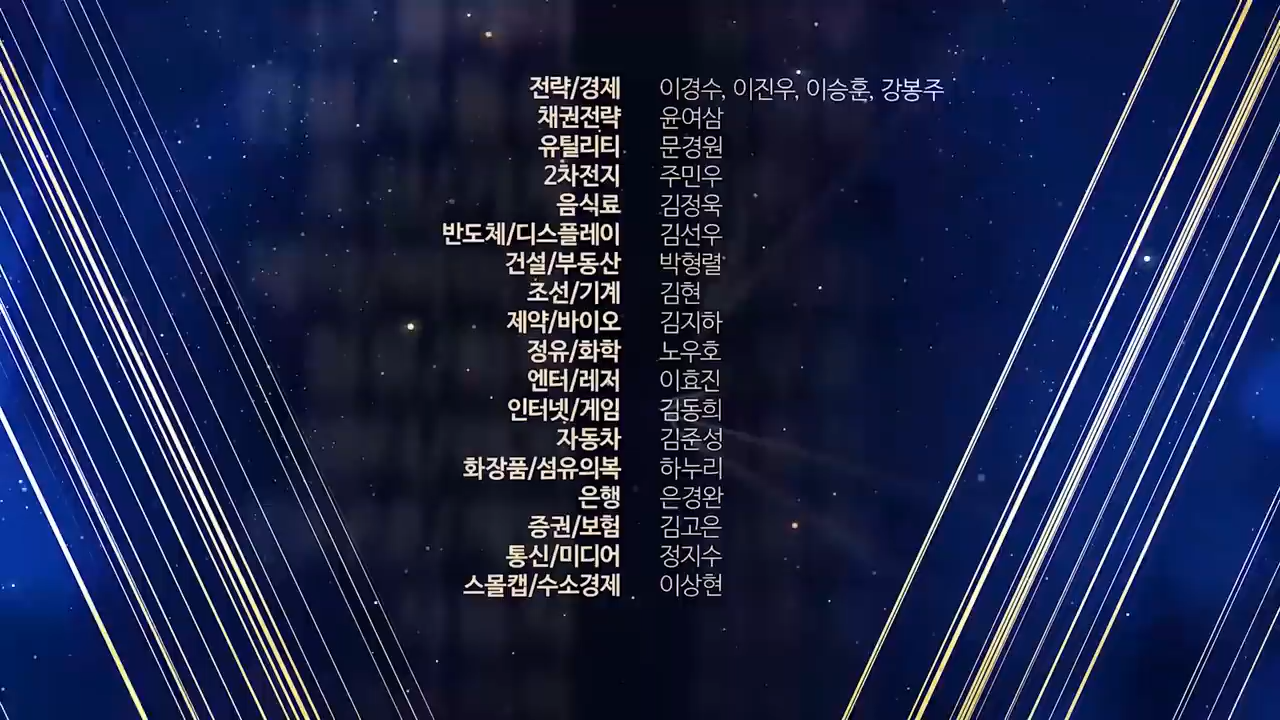 전략/경제 이경수, 이진우, 이승훈, 강봉주
채권전략 윤여삼
유틸리티 문경원
2차전지 주민우
음식료 김정욱
반도체/디스플레이 김선우
건설/부동산 박형렬
조선/기계 김현
제약/바이오 김지하
정유/화학 노우호
엔터/레저 이효진
인터넷/게임 김동희
자동차 김준성
화장품/섬유의복 하누리
은행 은경완
증권/보험 김고은
통신/미디어 정지수
스몰캡/수소경제 이상현